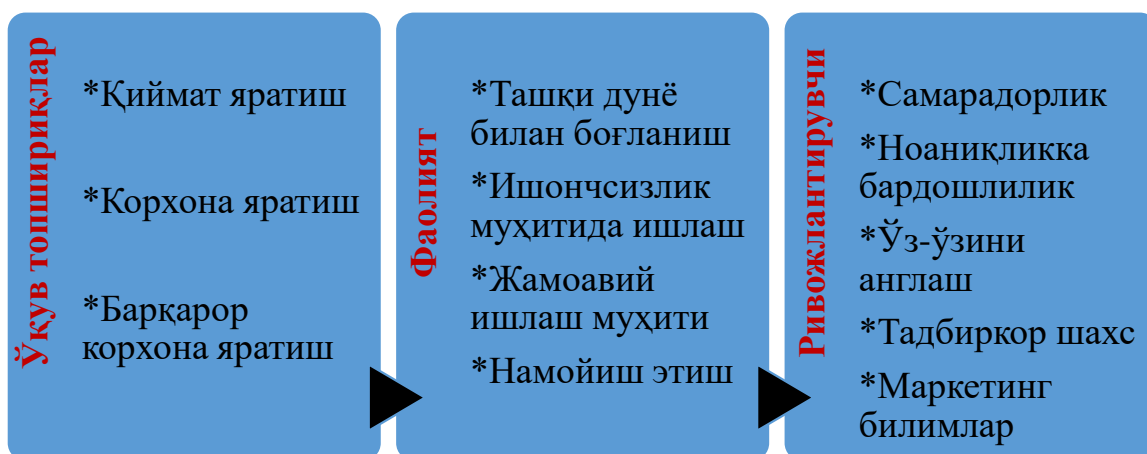 Ўқув топшириқлар
*Қиймат яратиш
*Корхона яратиш
*Барқарор
корхона яратиш
Фаолият
*Ташқи дунё
билан боғланиш
*Ишончсизлик
муҳитида ишлаш
*Жамоавий
ишлаш муҳити
*Намойиш этиш
Ривожлантирувчи
*Самарадорлик
*Ноаниқликка
бардошлилик
*Ўз-ўзини
англаш
*Тадбиркор шахс
*Маркетинг
билимлар